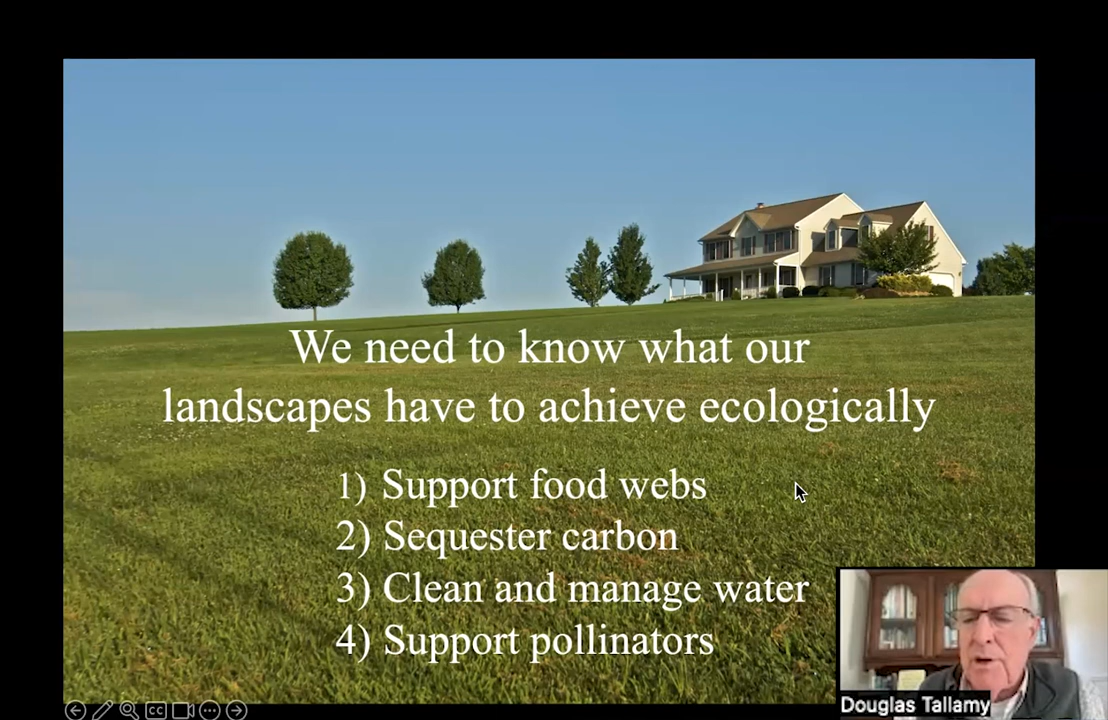 We need to know what our
landscapes have to achieve ecologically
1) Support food webs
2) Sequester carbon
3) Clean and manage water
4) Support pollinators
CC
Douglas Tallamy